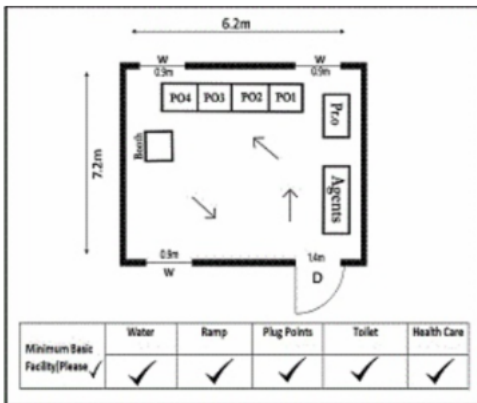 6.2m
W
0.9m
W
0.9m
PO4 PO3 PO2 PO1
Pr.o
7.2m
Booth
Agents
0.9m
W
1.4m
D
Water Ramp Plug Points Toilet Health Care
Minimum Basic
Facility(Please ✓ ✓ ✓ ✓ ✓ ✓